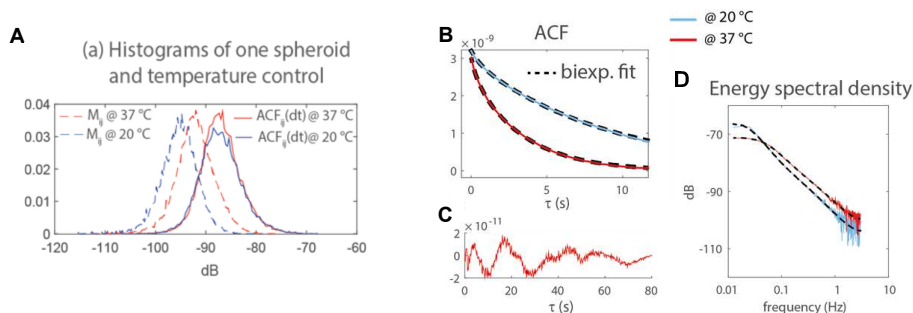 A
(a) Histograms of one spheroid
and temperature control
0.04
0.03
0.02
0.01
0
M_ij @ 37 °C
M_ij @ 20 °C
ACF_ij(dt) @ 37 °C
ACF_ij(dt)@ 20 °C
-120 -110 -100 -90 -80 -70 -60
dB
B
× 10⁻⁹
ACF
3
2
1
0
biexp. fit
0 5 10
τ (s)
C
2 × 10⁻¹¹
0
-2
0 20 40 60 80
τ (s)
@ 20 °C
@ 37 °C
D
Energy spectral density
-70
-90
-110
dB
0.01 0.1 1 10
frequency (Hz)